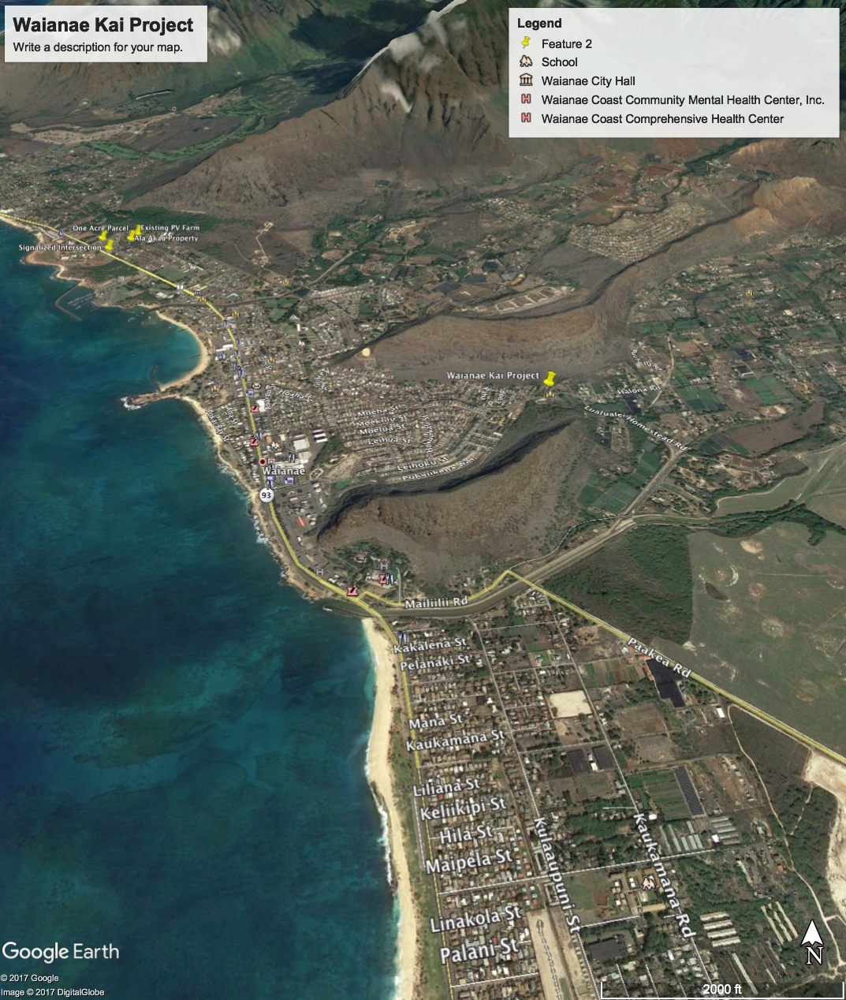 Waianae Kai Project
Write a description for your map.
Legend
Feature 2
School
Waianae City Hall
Waianae Coast Community Mental Health Center, Inc.
Waianae Coast Comprehensive Health Center
One Acre Parcel
Existing PV Farm
Ala Akau Property
Signalized Intersection
Waianae Kai Project
Halona Rd
Lualualei Homestead Rd
Moeha St
Moekolu St
Moelua St
Leihua St
Leihoku St
Pokaiikena Way
Waianae
93
Mailiilii Rd
Kakalena St
Pelanaki St
Paakea Rd
Mana St
Kaukamana St
Liliana St
Keliikipi St
Hila St
Maipela St
Kulaaupuni St
Kaukamana Rd
Linakola St
Palani St
N
Google Earth
© 2017 Google
Image © 2017 DigitalGlobe
2000 ft